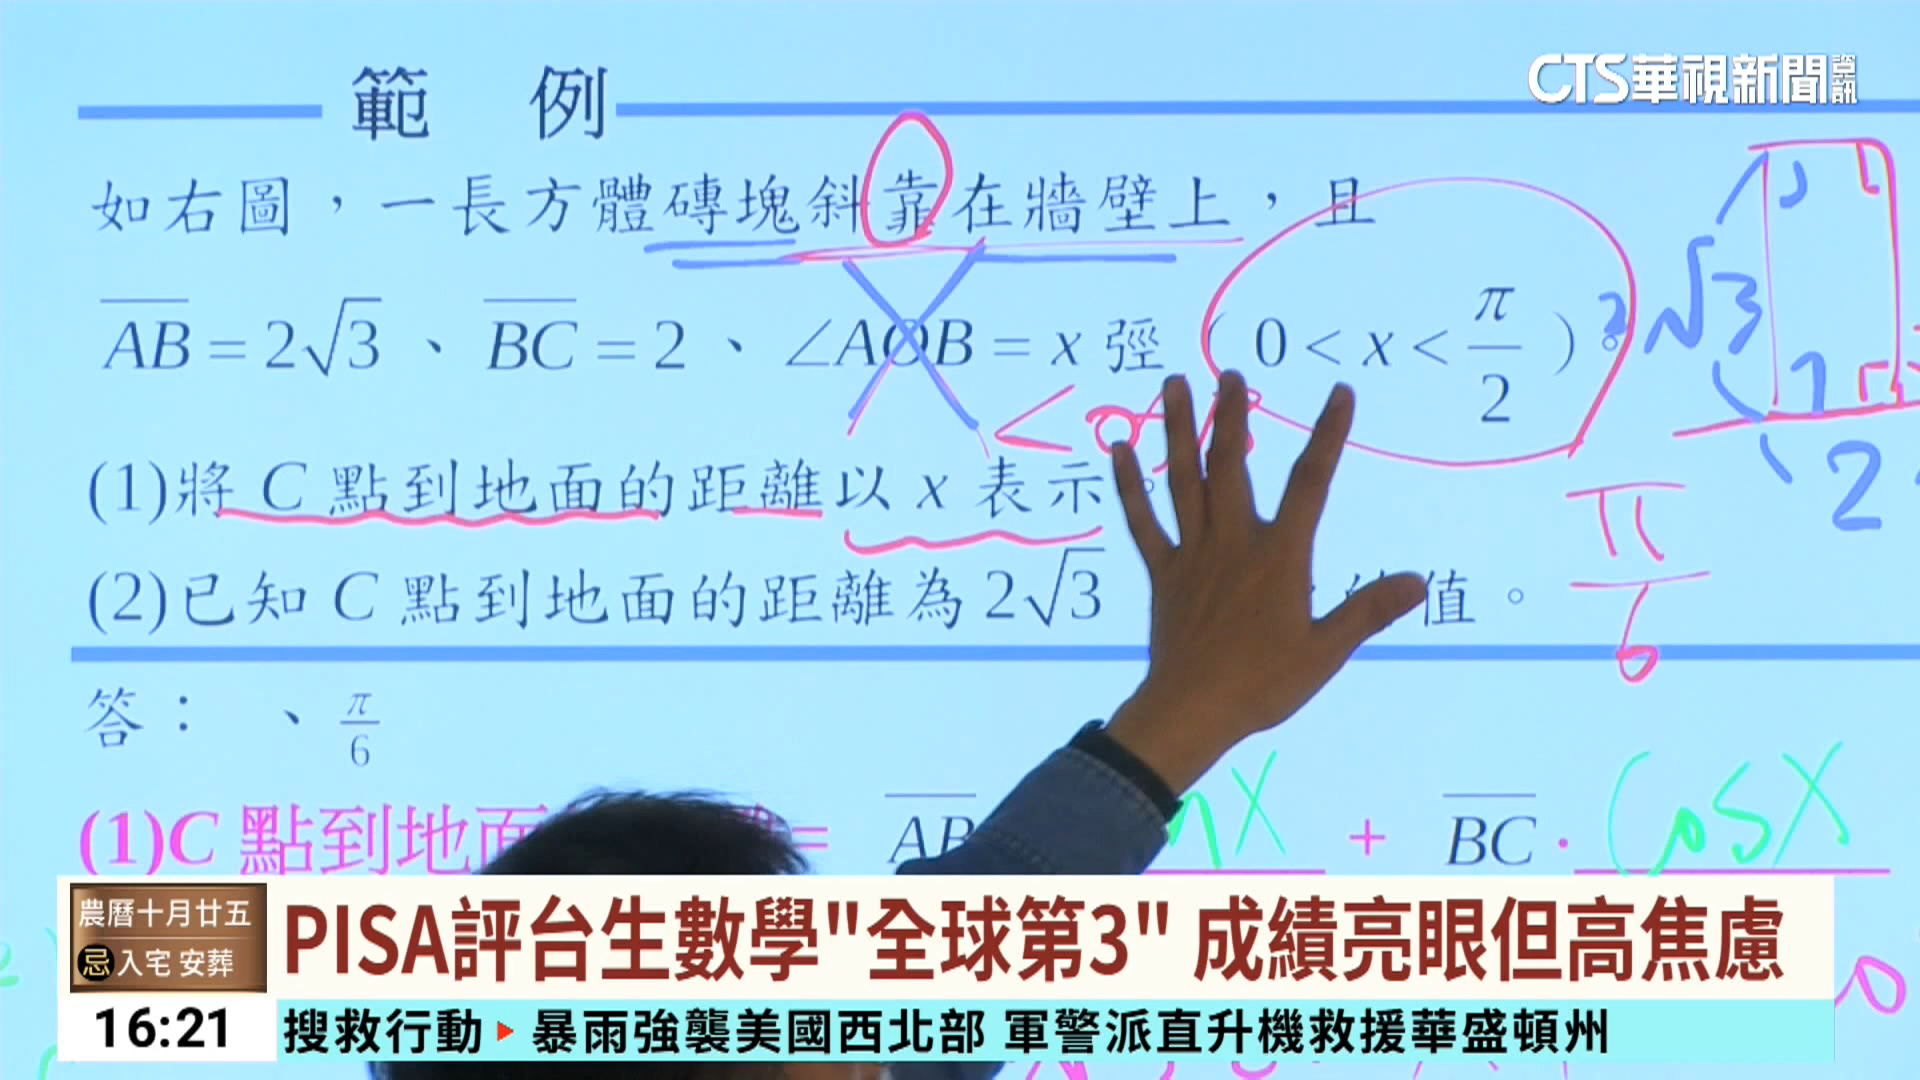 CTS華視新聞資訊
範 例
如右圖，一長方體磚塊斜靠在牆壁上，且
AB = 2√3、BC = 2、∠AOB = x 徑（0 < x < π/2）。
√3
2
(1)將 C 點到地面的距離以 x 表示。
(2)已知 C 點到地面的距離為 2√3 值。
π/6
答： 、π/6
(1)C 點到地面 = AB x + BC · cosx
農曆十月廿五
忌 入宅 安葬
PISA評台生數學"全球第3" 成績亮眼但高焦慮
16:21
搜救行動▶暴雨強襲美國西北部 軍警派直升機救援華盛頓州